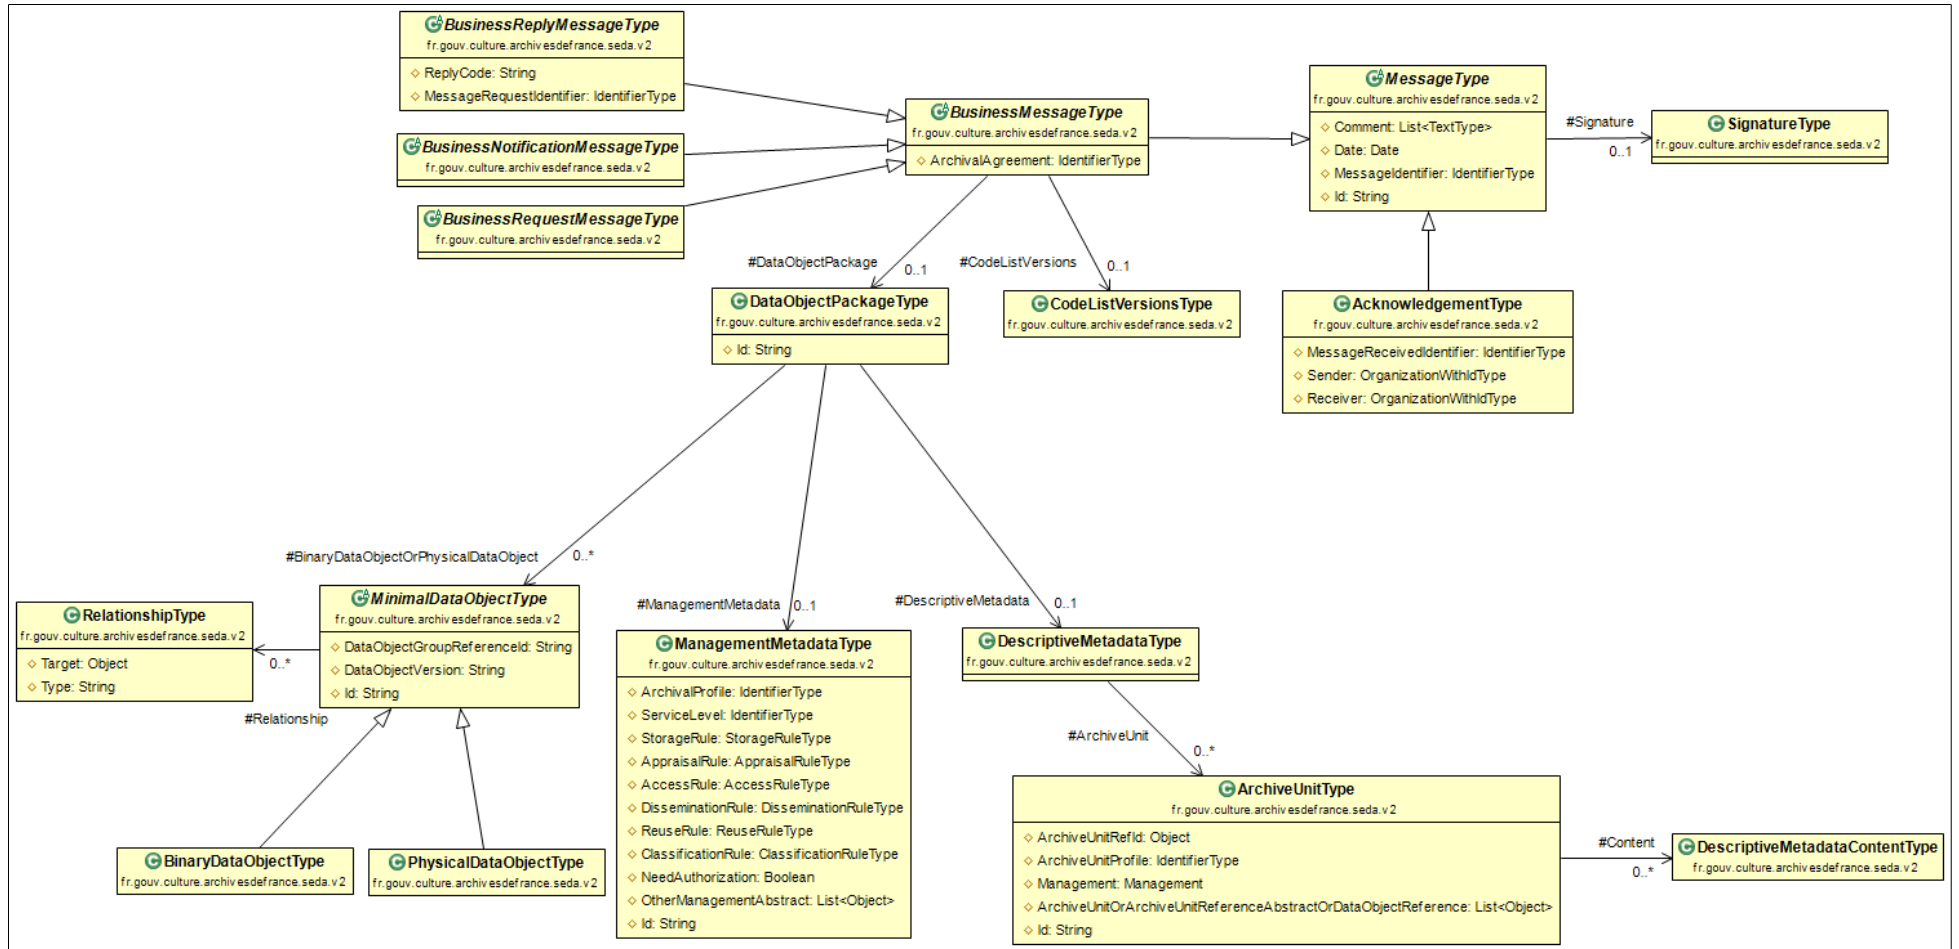 BusinessReplyMessageType
fr.gouv.culture.archivesdefrance.seda.v2
ReplyCode: String
MessageRequestIdentifier: IdentifierType
BusinessNotificationMessageType
fr.gouv.culture.archivesdefrance.seda.v2
BusinessRequestMessageType
fr.gouv.culture.archivesdefrance.seda.v2
BusinessMessageType
fr.gouv.culture.archivesdefrance.seda.v2
ArchivalAgreement: IdentifierType
MessageType
fr.gouv.culture.archivesdefrance.seda.v2
Comment: List<TextType>
Date: Date
MessageIdentifier: IdentifierType
Id: String
#Signature
0..1
SignatureType
fr.gouv.culture.archivesdefrance.seda.v2
#DataObjectPackage
0..1
#CodeListVersions
0..1
DataObjectPackageType
fr.gouv.culture.archivesdefrance.seda.v2
Id: String
CodeListVersionsType
fr.gouv.culture.archivesdefrance.seda.v2
AcknowledgementType
fr.gouv.culture.archivesdefrance.seda.v2
MessageReceivedIdentifier: IdentifierType
Sender: OrganizationWithIdType
Receiver: OrganizationWithIdType
#BinaryDataObjectOrPhysicalDataObject
0..*
#ManagementMetadata
0..1
#DescriptiveMetadata
0..1
RelationshipType
fr.gouv.culture.archivesdefrance.seda.v2
Target: Object
Type: String
0..*
#Relationship
MinimalDataObjectType
fr.gouv.culture.archivesdefrance.seda.v2
DataObjectGroupReferenceId: String
DataObjectVersion: String
Id: String
ManagementMetadataType
fr.gouv.culture.archivesdefrance.seda.v2
ArchivalProfile: IdentifierType
ServiceLevel: IdentifierType
StorageRule: StorageRuleType
AppraisalRule: AppraisalRuleType
AccessRule: AccessRuleType
DisseminationRule: DisseminationRuleType
ReuseRule: ReuseRuleType
ClassificationRule: ClassificationRuleType
NeedAuthorization: Boolean
OtherManagementAbstract: List<Object>
Id: String
DescriptiveMetadataType
fr.gouv.culture.archivesdefrance.seda.v2
#ArchiveUnit
0..*
BinaryDataObjectType
fr.gouv.culture.archivesdefrance.seda.v2
PhysicalDataObjectType
fr.gouv.culture.archivesdefrance.seda.v2
ArchiveUnitType
fr.gouv.culture.archivesdefrance.seda.v2
ArchiveUnitRefId: Object
ArchiveUnitProfile: IdentifierType
Management: Management
ArchiveUnitOrArchiveUnitReferenceAbstractOrDataObjectReference: List<Object>
Id: String
#Content
0..*
DescriptiveMetadataContentType
fr.gouv.culture.archivesdefrance.seda.v2